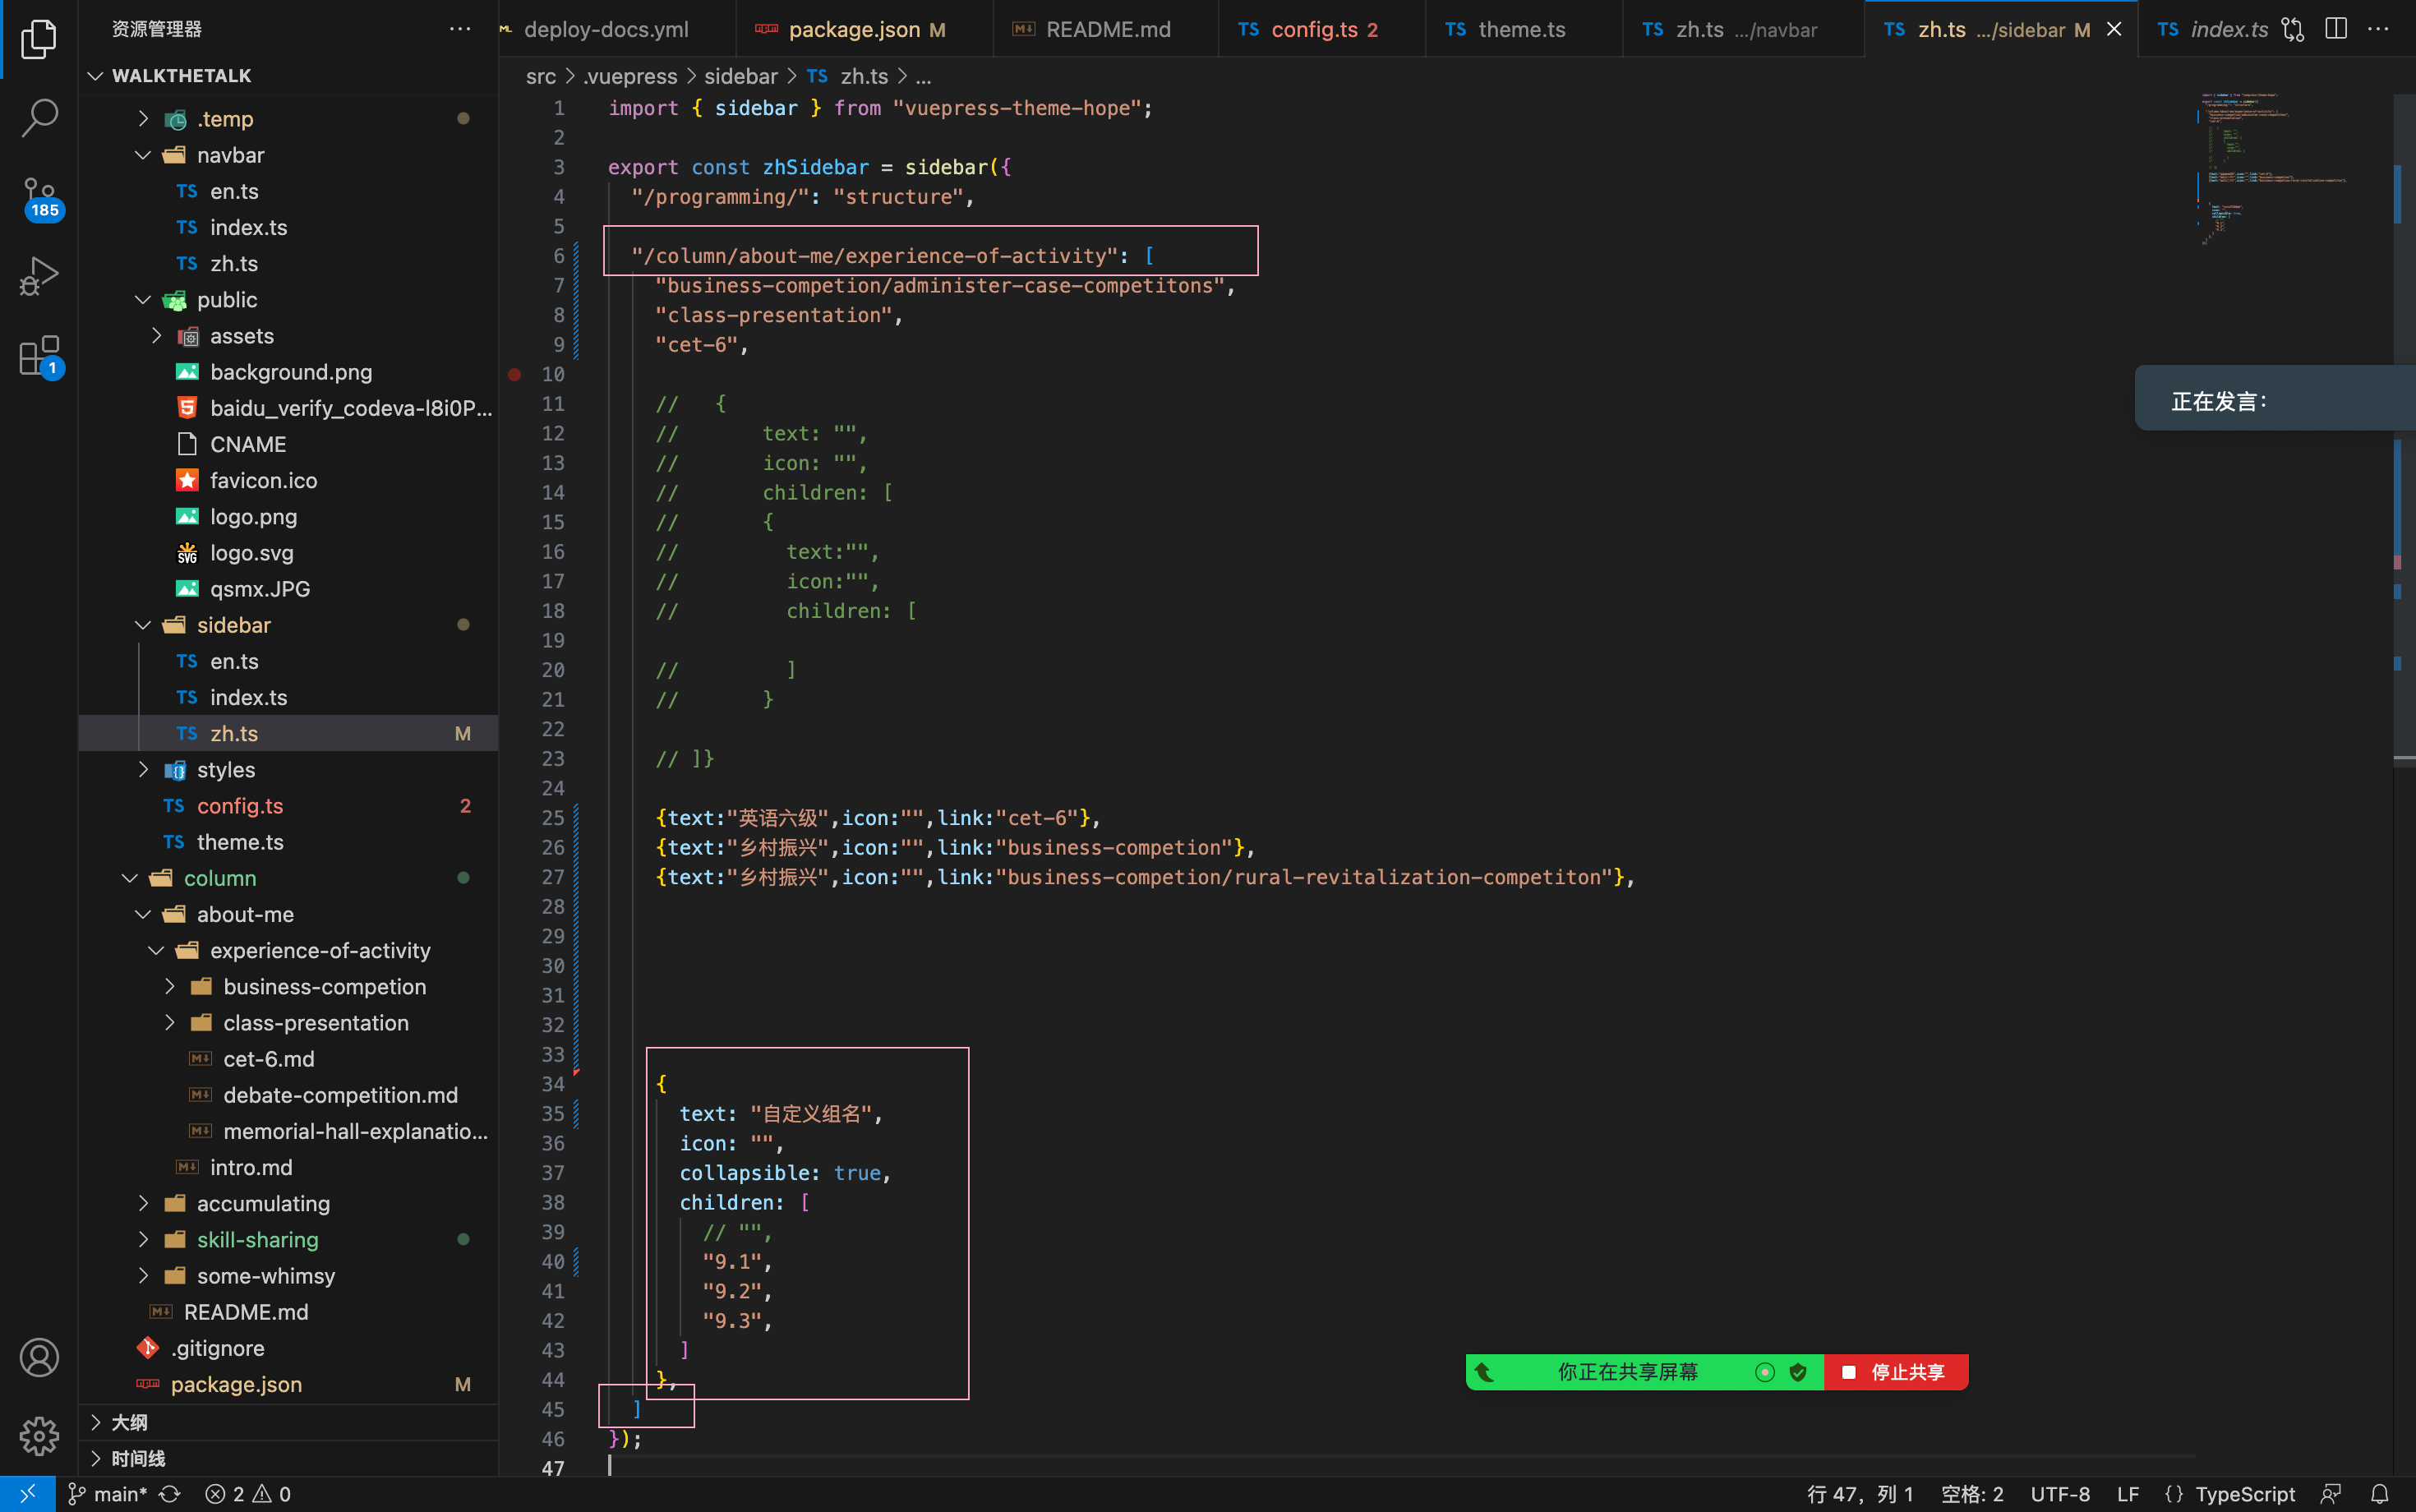 资源管理器
WALKTHETALK
.temp
navbar
en.ts
index.ts
zh.ts
public
assets
background.png
baidu_verify_codeva-l8i0P...
CNAME
favicon.ico
logo.png
logo.svg
qsmx.JPG
sidebar
en.ts
index.ts
zh.ts M
styles
config.ts 2
theme.ts
column
about-me
experience-of-activity
business-competion
class-presentation
cet-6.md
debate-competition.md
memorial-hall-explanatio...
intro.md
accumulating
skill-sharing
some-whimsy
README.md
.gitignore
package.json M
大纲
时间线
185
1
deploy-docs.yml package.json M README.md config.ts 2 theme.ts zh.ts .../navbar zh.ts .../sidebar M index.ts
src > .vuepress > sidebar > TS zh.ts > ...
1 import { sidebar } from "vuepress-theme-hope";
2
3 export const zhSidebar = sidebar({
4 "/programming/": "structure",
5
6 "/column/about-me/experience-of-activity": [
7 "business-competion/administer-case-competitons",
8 "class-presentation",
9 "cet-6",
10
11 // {
12 // text: "",
13 // icon: "",
14 // children: [
15 // {
16 // text:"",
17 // icon:"",
18 // children: [
19
20 // ]
21 // }
22
23 // ]}
24
25 {text:"英语六级",icon:"",link:"cet-6"},
26 {text:"乡村振兴",icon:"",link:"business-competion"},
27 {text:"乡村振兴",icon:"",link:"business-competion/rural-revitalization-competiton"},
28
29
30
31
32
33
34 {
35 text: "自定义组名",
36 icon: "",
37 collapsible: true,
38 children: [
39 // "",
40 "9.1",
41 "9.2",
42 "9.3",
43 ]
44 },
45 ]
46 });
47
正在发言:
你正在共享屏幕 停止共享
main* 2 0 行 47, 列 1 空格: 2 UTF-8 LF {} TypeScript